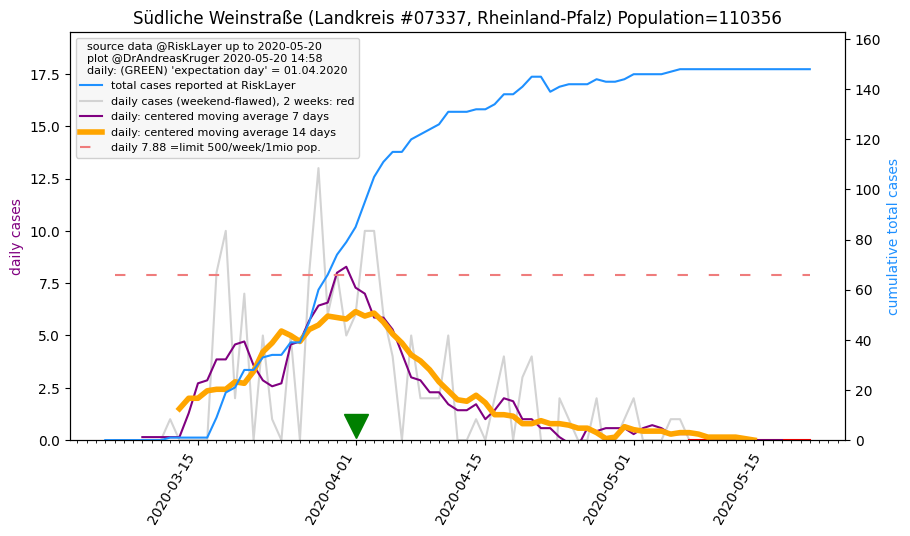 Südliche Weinstraße (Landkreis #07337, Rheinland-Pfalz) Population=110356
source data @RiskLayer up to 2020-05-20
plot @DrAndreasKruger 2020-05-20 14:58
daily: (GREEN) 'expectation day' = 01.04.2020
total cases reported at RiskLayer
daily cases (weekend-flawed), 2 weeks: red
daily: centered moving average 7 days
daily: centered moving average 14 days
daily 7.88 =limit 500/week/1mio pop.
daily cases
17.5
15.0
12.5
10.0
7.5
5.0
2.5
0.0
160
140
120
100
80
60
40
20
0
cumulative total cases
2020-03-15
2020-04-01
2020-04-15
2020-05-01
2020-05-15